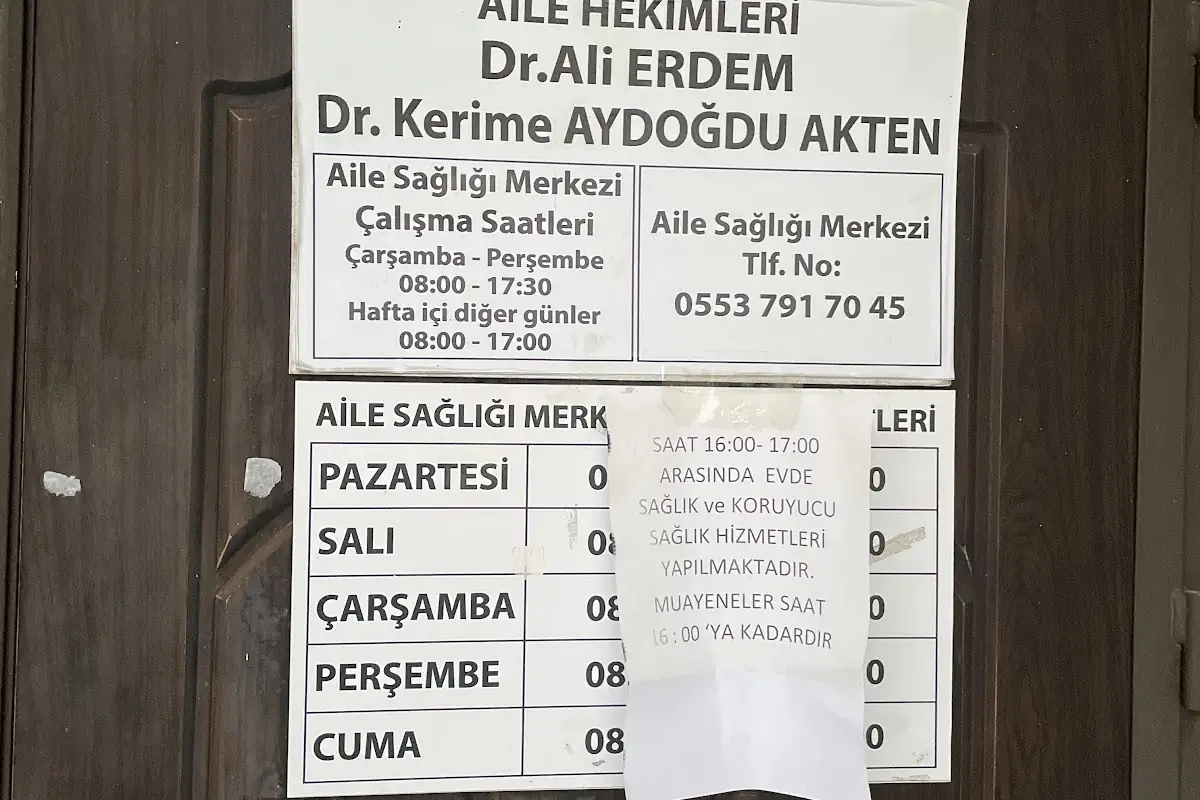 AİLE HEKİMLERİ
Dr.Ali ERDEM
Dr. Kerime AYDOĞDU AKTEN
Aile Sağlığı Merkezi
Çalışma Saatleri
Çarşamba - Perşembe
08:00 - 17:30
Hafta içi diğer günler
08:00 - 17:00
Aile Sağlığı Merkezi
Tlf. No:
0553 791 70 45
AİLE SAĞLIĞI
PAZARTESİ
SALI
ÇARŞAMBA
PERŞEMBE
CUMA
SAAT 16:00- 17:00
ARASINDA EVDE
SAĞLIK ve KORUYUCU
SAĞLIK HİZMETLERİ
YAPILMAKTADIR.
MUAYENELER SAAT
16 : 00 ‘YA KADARDIR